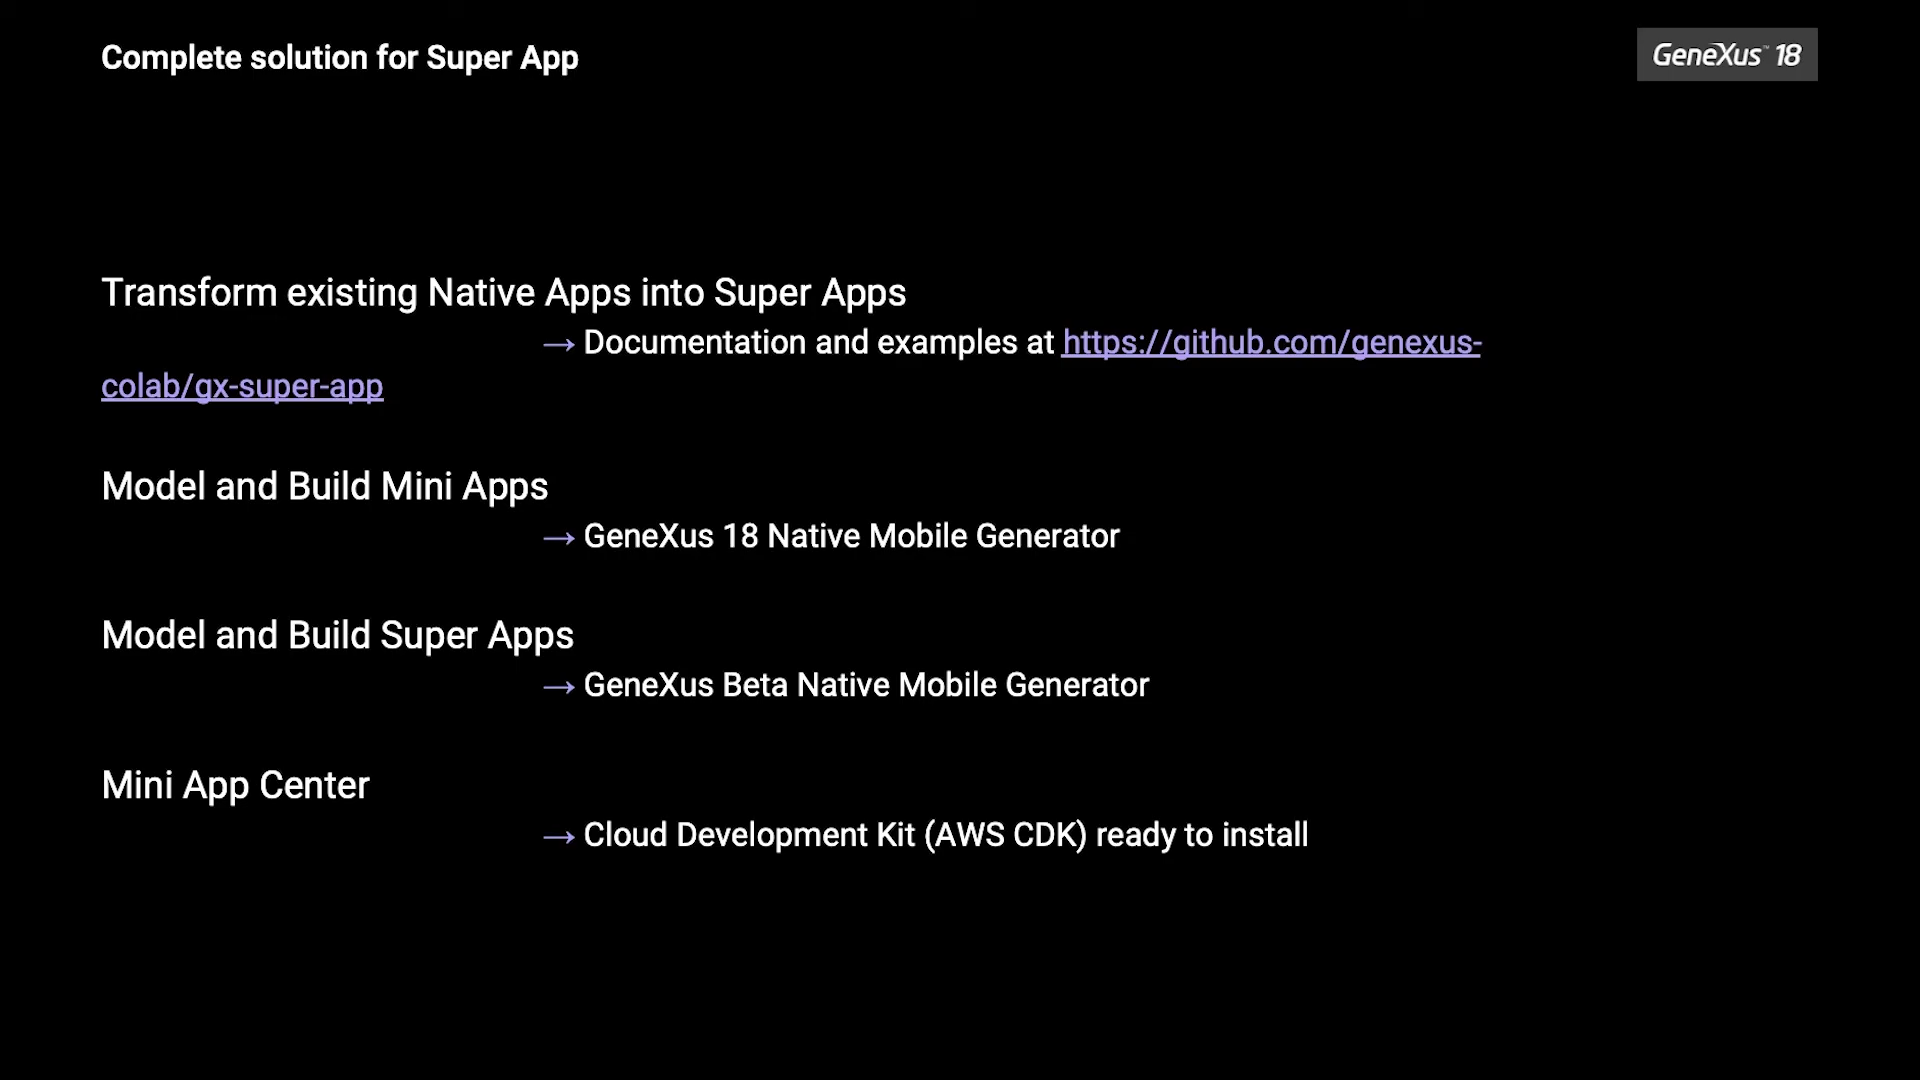 Complete solution for Super App
GeneXus™ 18
Transform existing Native Apps into Super Apps
→ Documentation and examples at https://github.com/genexus-
colab/gx-super-app
Model and Build Mini Apps
→ GeneXus 18 Native Mobile Generator
Model and Build Super Apps
→ GeneXus Beta Native Mobile Generator
Mini App Center
→ Cloud Development Kit (AWS CDK) ready to install